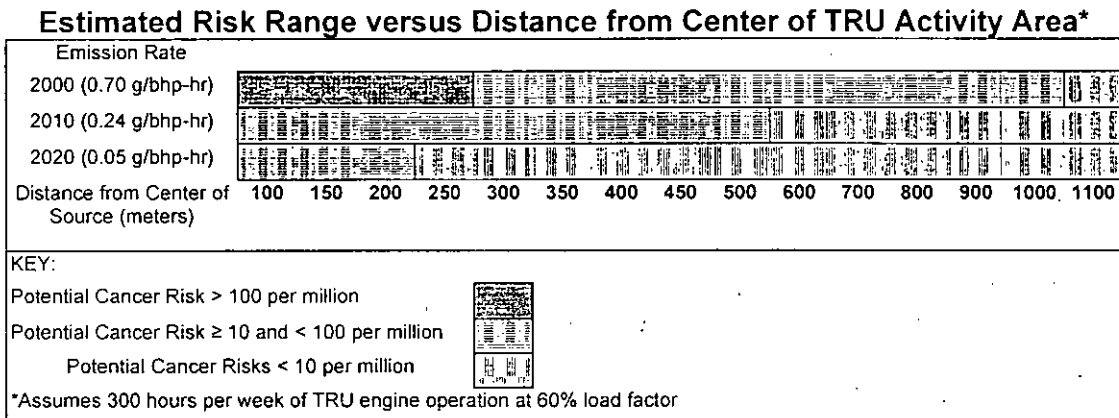 Estimated Risk Range versus Distance from Center of TRU Activity Area*
Emission Rate
2000 (0.70 g/bhp-hr)
2010 (0.24 g/bhp-hr)
2020 (0.05 g/bhp-hr)
Distance from Center of Source (meters) 100 150 200 250 300 350 400 450 500 600 700 800 900 1000 1100
KEY:
Potential Cancer Risk > 100 per million
Potential Cancer Risk ≥ 10 and < 100 per million
Potential Cancer Risks < 10 per million
*Assumes 300 hours per week of TRU engine operation at 60% load factor